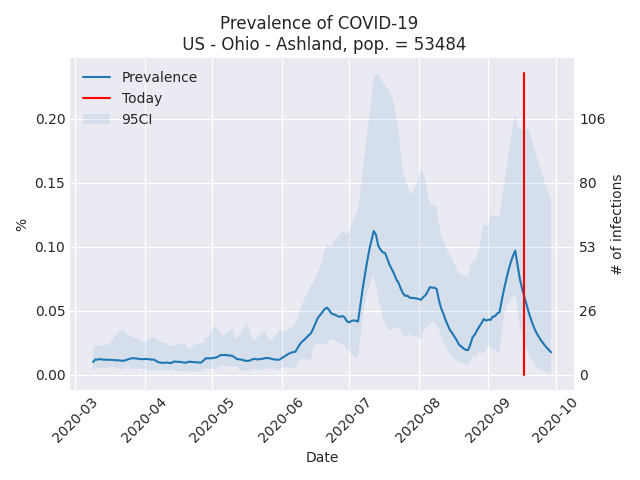 Prevalence of COVID-19
US - Ohio - Ashland, pop. = 53484
Prevalence
Today
95CI
0.20
0.15
0.10
0.05
0.00
%
106
80
53
26
0
# of infections
2020-03
2020-04
2020-05
2020-06
2020-07
2020-08
2020-09
2020-10
Date